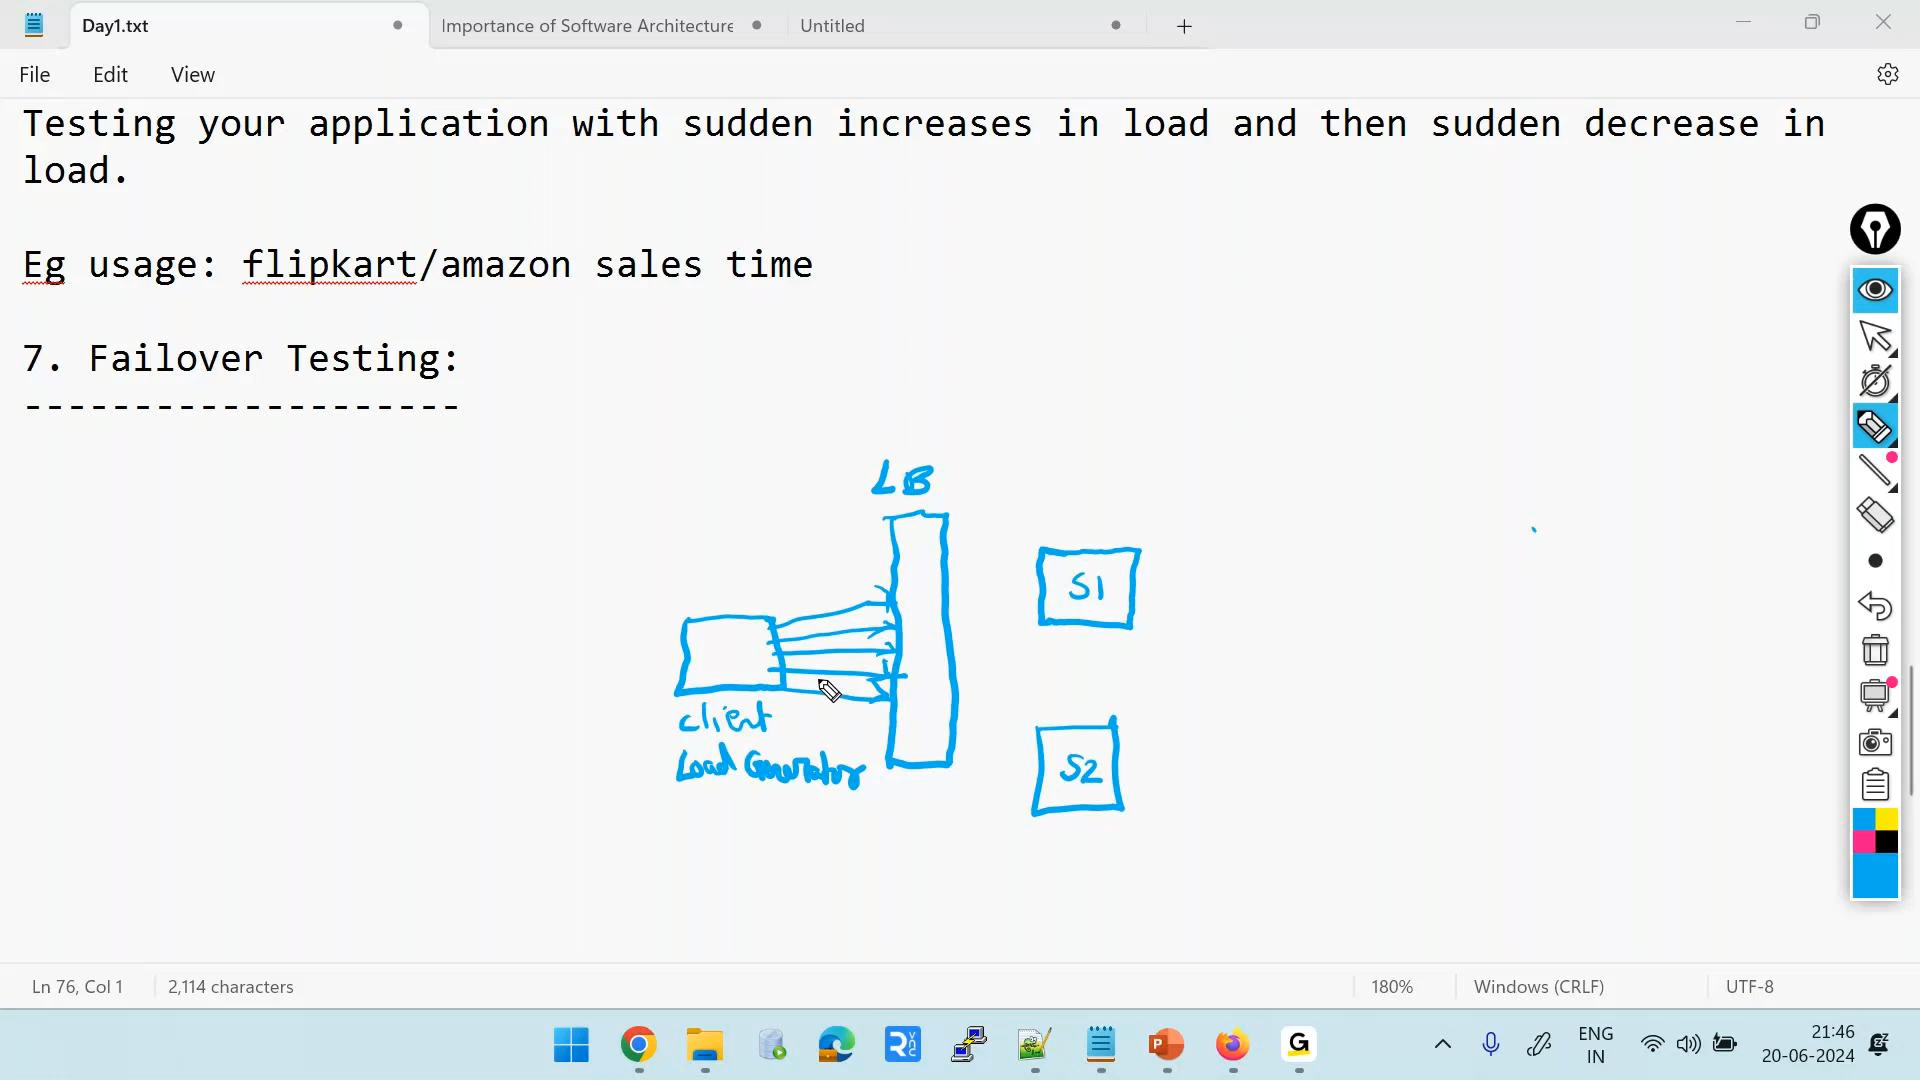 Day1.txt
Importance of Software Architecture
Untitled
File Edit View
Testing your application with sudden increases in load and then sudden decrease in
load.
Eg usage: flipkart/amazon sales time
7. Failover Testing:
--------------------
LB
S1
client
Load Generator
S2
Ln 76, Col 1 2,114 characters 180% Windows (CRLF) UTF-8
ENG
IN
21:46
20-06-2024